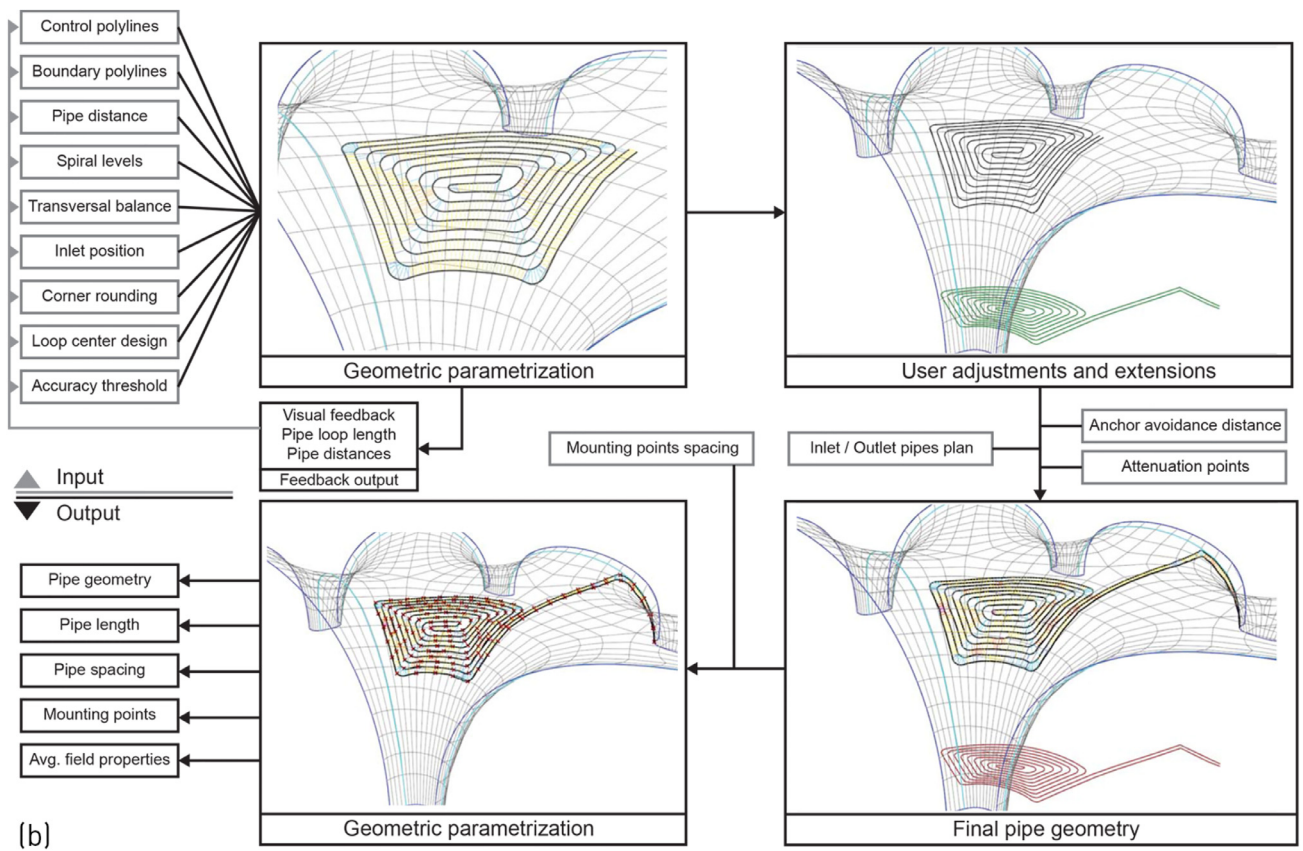 Control polylines
Boundary polylines
Pipe distance
Spiral levels
Transversal balance
Inlet position
Corner rounding
Loop center design
Accuracy threshold
Geometric parametrization
User adjustments and extensions
Visual feedback
Pipe loop length
Pipe distances
Feedback output
Mounting points spacing
Inlet / Outlet pipes plan
Anchor avoidance distance
Attenuation points
Input
Output
Pipe geometry
Pipe length
Pipe spacing
Mounting points
Avg. field properties
Geometric parametrization
Final pipe geometry
(b)